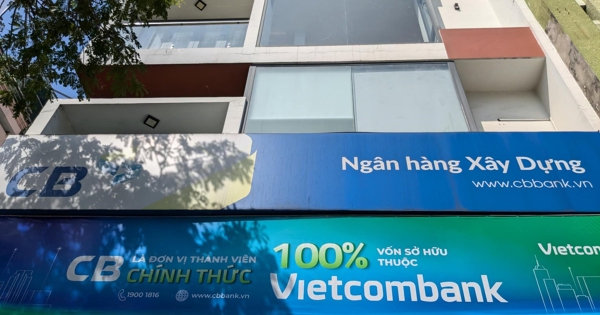 CB
Ngân hàng Xây Dựng
www.cbbank.vn
CB
LÀ ĐƠN VỊ THÀNH VIÊN
CHÍNH THỨC
1900 1816
www.cbbank.vn
100%
VỐN SỞ HỮU
THUỘC
Vietcombank
Vietcom